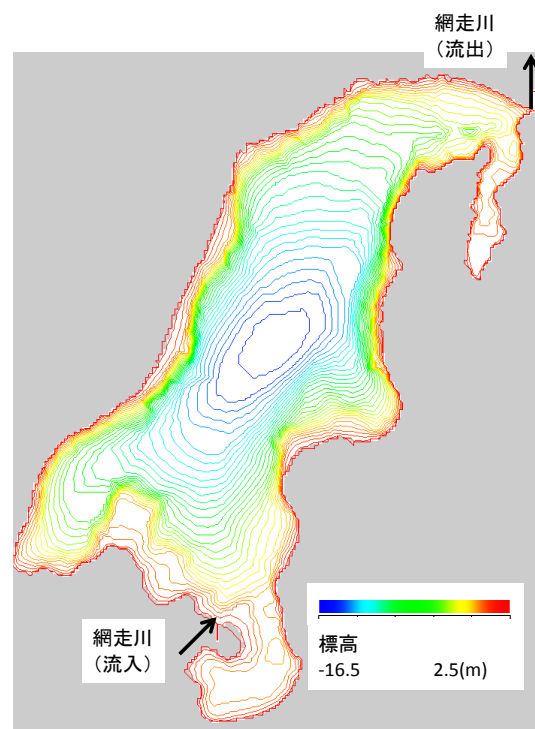 網走川
（流出）
網走川
（流入）
標高
-16.5 2.5(m)